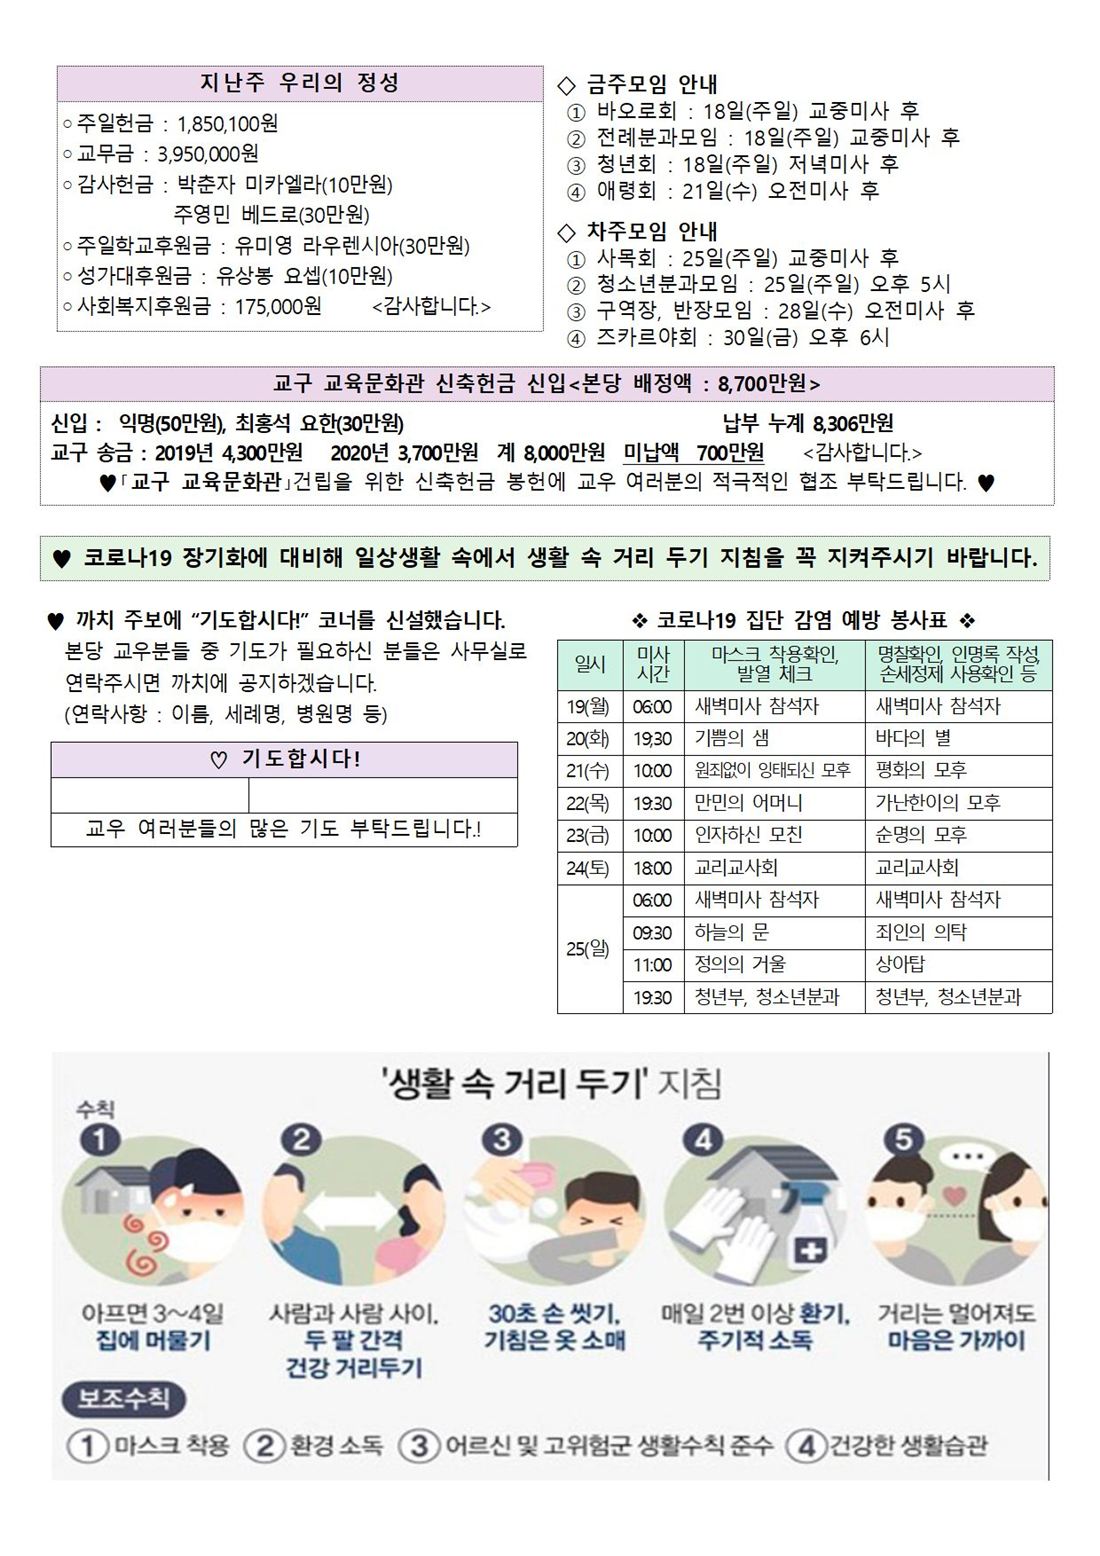 지난주 우리의 정성
○ 주일헌금 : 1,850,100원
○ 교무금 : 3,950,000원
○ 감사헌금 : 박춘자 미카엘라(10만원)
주영민 베드로(30만원)
○ 주일학교후원금 : 유미영 라우렌시아(30만원)
○ 성가대후원금 : 유상봉 요셉(10만원)
○ 사회복지후원금 : 175,000원 <감사합니다.>
◇ 금주모임 안내
① 바오로회 : 18일(주일) 교중미사 후
② 전례분과모임 : 18일(주일) 교중미사 후
③ 청년회 : 18일(주일) 저녁미사 후
④ 애령회 : 21일(수) 오전미사 후
◇ 차주모임 안내
① 사목회 : 25일(주일) 교중미사 후
② 청소년분과모임 : 25일(주일) 오후 5시
③ 구역장, 반장모임 : 28일(수) 오전미사 후
④ 즈카르야회 : 30일(금) 오후 6시
교구 교육문화관 신축헌금 신입<본당 배정액 : 8,700만원>
신입 : 익명(50만원), 최홍석 요한(30만원) 납부 누계 8,306만원
교구 송금 : 2019년 4,300만원 2020년 3,700만원 계 8,000만원 미납액 700만원 <감사합니다.>
♥「교구 교육문화관」건립을 위한 신축헌금 봉헌에 교우 여러분의 적극적인 협조 부탁드립니다. ♥
♥ 코로나19 장기화에 대비해 일상생활 속에서 생활 속 거리 두기 지침을 꼭 지켜주시기 바랍니다.
♥ 까치 주보에 “기도합시다!” 코너를 신설했습니다.
본당 교우분들 중 기도가 필요하신 분들은 사무실로
연락주시면 까치에 공지하겠습니다.
(연락사항 : 이름, 세례명, 병원명 등)
♡ 기도합시다!
교우 여러분들의 많은 기도 부탁드립니다.!
❖ 코로나19 집단 감염 예방 봉사표 ❖
일시 미사 시간 마스크 착용확인, 발열 체크 명찰확인, 인명록 작성, 손세정제 사용확인 등
19(월) 06:00 새벽미사 참석자 새벽미사 참석자
20(화) 19;30 기쁨의 샘 바다의 별
21(수) 10:00 원죄없이 잉태되신 모후 평화의 모후
22(목) 19:30 만민의 어머니 가난한이의 모후
23(금) 10:00 인자하신 모친 순명의 모후
24(토) 18:00 교리교사회 교리교사회
25(일) 06:00 새벽미사 참석자 새벽미사 참석자
09:30 하늘의 문 죄인의 의탁
11:00 정의의 거울 상아탑
19:30 청년부, 청소년분과 청년부, 청소년분과
'생활 속 거리 두기' 지침
수칙
1 2 3 4 5
아프면 3~4일
집에 머물기
사람과 사람 사이,
두 팔 간격
건강 거리두기
30초 손 씻기,
기침은 옷 소매
매일 2번 이상 환기,
주기적 소독
거리는 멀어져도
마음은 가까이
보조수칙
① 마스크 착용 ② 환경 소독 ③ 어르신 및 고위험군 생활수칙 준수 ④ 건강한 생활습관